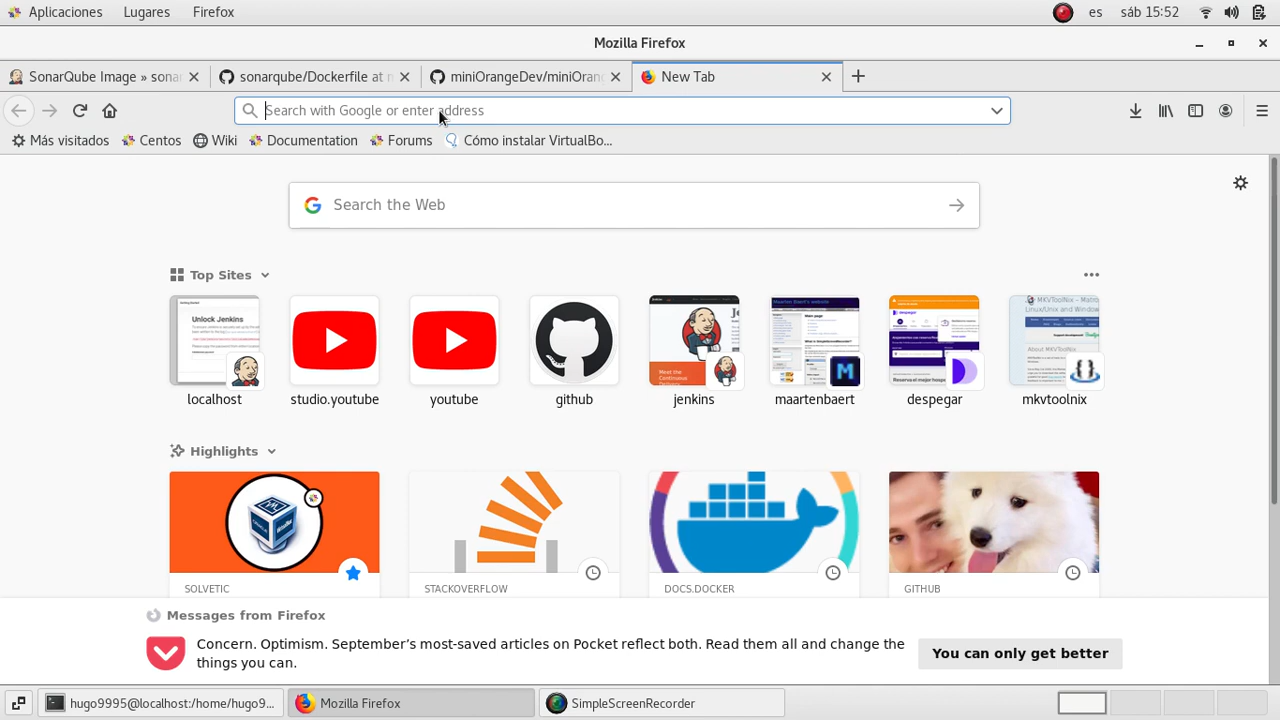 Aplicaciones Lugares Firefox es sáb 15:52
Mozilla Firefox
SonarQube Image » sonar sonarqube/Dockerfile at m miniOrangeDev/miniOran New Tab
Search with Google or enter address
Más visitados Centos Wiki Documentation Forums Cómo instalar VirtualBo...
Search the Web
Top Sites
Unlock Jenkins
localhost studio.youtube youtube github jenkins maartenbaert despegar mkvtoolnix
Highlights
SOLVETIC STACKOVERFLOW DOCS.DOCKER GITHUB
Messages from Firefox
Concern. Optimism. September's most-saved articles on Pocket reflect both. Read them all and change the
things you can.
You can only get better
hugo9995@localhost:/home/hugo9... Mozilla Firefox SimpleScreenRecorder